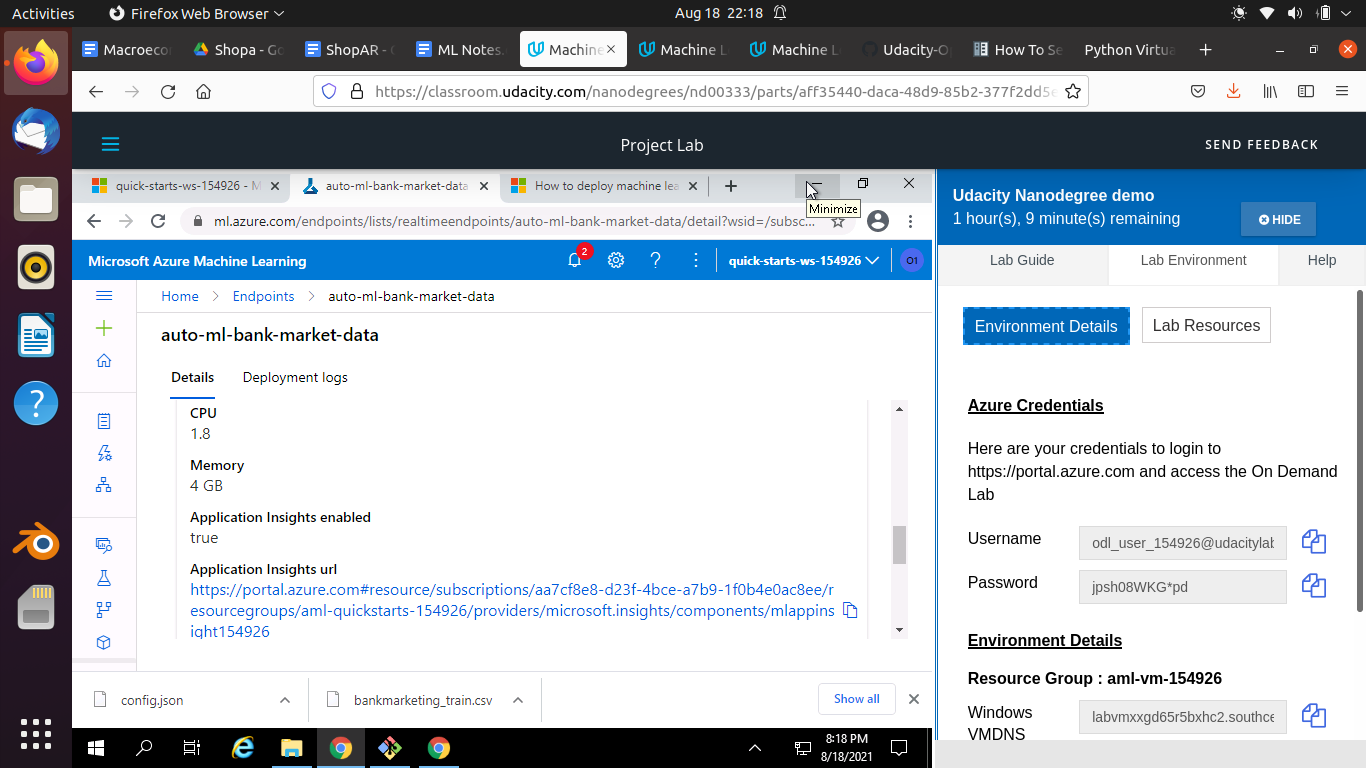 Activities
Firefox Web Browser
Aug 18 22:18
Macroecon
Shopa - Go
ShopAR - G
ML Notes.
Machine
Machine L
Machine L
Udacity-Op
How To Se
Python Virtua
https://classroom.udacity.com/nanodegrees/nd00333/parts/aff35440-daca-48d9-85b2-377f2dd5e
Project Lab
SEND FEEDBACK
quick-starts-ws-154926 - M
auto-ml-bank-market-data
How to deploy machine lea
Minimize
ml.azure.com/endpoints/lists/realtimeendpoints/auto-ml-bank-market-data/detail?wsid=/subsc...
Microsoft Azure Machine Learning
2
quick-starts-ws-154926
O1
Home > Endpoints > auto-ml-bank-market-data
auto-ml-bank-market-data
Details
Deployment logs
CPU
1.8
Memory
4 GB
Application Insights enabled
true
Application Insights url
https://portal.azure.com#resource/subscriptions/aa7cf8e8-d23f-4bce-a7b9-1f0b4e0ac8ee/r
esourcegroups/aml-quickstarts-154926/providers/microsoft.insights/components/mlappins
ight154926
config.json
bankmarketing_train.csv
Show all
8:18 PM
8/18/2021
Udacity Nanodegree demo
1 hour(s), 9 minute(s) remaining
HIDE
Lab Guide
Lab Environment
Help
Environment Details
Lab Resources
Azure Credentials
Here are your credentials to login to
https://portal.azure.com and access the On Demand
Lab
Username
odl_user_154926@udacitylab
Password
jpsh08WKG*pd
Environment Details
Resource Group : aml-vm-154926
Windows
VMDNS
labvmxxgd65r5bxhc2.southce